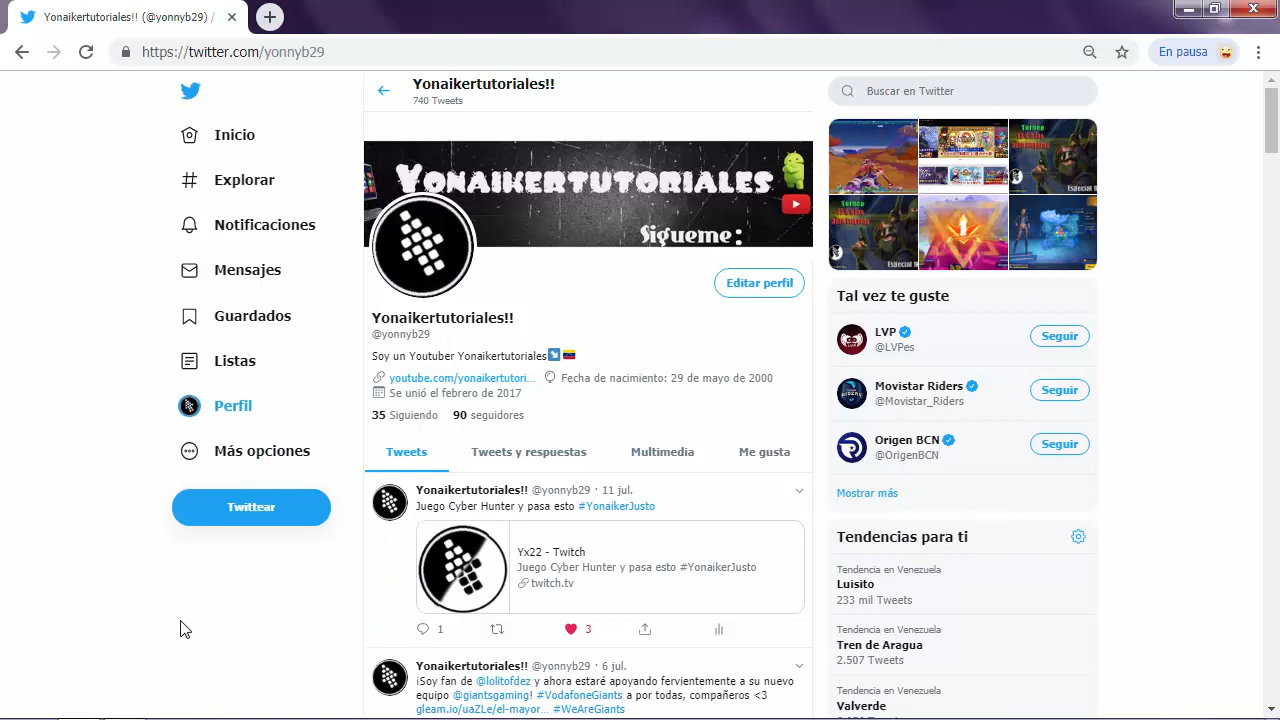 Yonaikertutoriales!! (@yonnyb29) /
https://twitter.com/yonnyb29
En pausa
Inicio
Explorar
Notificaciones
Mensajes
Guardados
Listas
Perfil
Más opciones
Twittear
Yonaikertutoriales!!
740 Tweets
YONAIKERTUTORIALES
Sigueme:
Editar perfil
Yonaikertutoriales!!
@yonnyb29
Soy un Youtuber Yonaikertutoriales
youtube.com/yonaikertutori... Fecha de nacimiento: 29 de mayo de 2000
Se unió el febrero de 2017
35 Siguiendo 90 seguidores
Tweets Tweets y respuestas Multimedia Me gusta
Yonaikertutoriales!! @yonnyb29 · 11 jul.
Juego Cyber Hunter y pasa esto #YonaikerJusto
Yx22 - Twitch
Juego Cyber Hunter y pasa esto #YonaikerJusto
twitch.tv
1 3
Yonaikertutoriales!! @yonnyb29 · 6 jul.
¡Soy fan de @lolitofdez y ahora estaré apoyando fervientemente a su nuevo
equipo @giantsgaming! #VodafoneGiants a por todas, compañeros <3
gleam.io/uaZLe/el-mayor... #WeAreGiants
Buscar en Twitter
Torneo
Especial
Torneo
Especial
Tal vez te guste
LVP
@LVPes
Seguir
Movistar Riders
@Movistar_Riders
Seguir
Origen BCN
@OrigenBCN
Seguir
Mostrar más
Tendencias para ti
Tendencia en Venezuela
Luisito
233 mil Tweets
Tendencia en Venezuela
Tren de Aragua
2.507 Tweets
Tendencia en Venezuela
Valverde